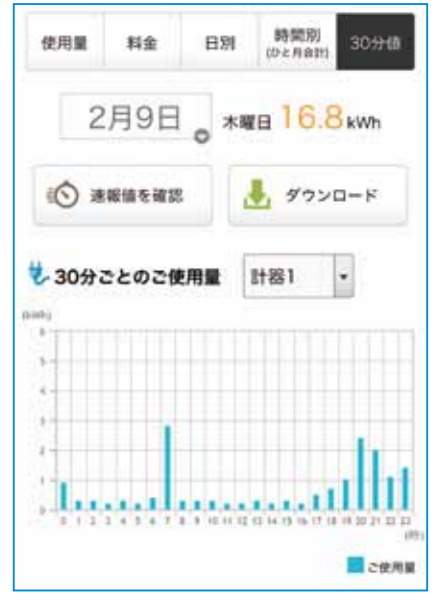 使用量 料金 日別 時間別 30分値
(ひと月合計)
2月9日 木曜日 16.8 kWh
速報値を確認 ダウンロード
30分ごとのご使用量 計器1
(kWh)
6
5
4
3
2
1
0
0 1 2 3 4 5 6 7 8 9 10 11 12 13 14 15 16 17 18 19 20 21 22 23
(時)
ご使用量